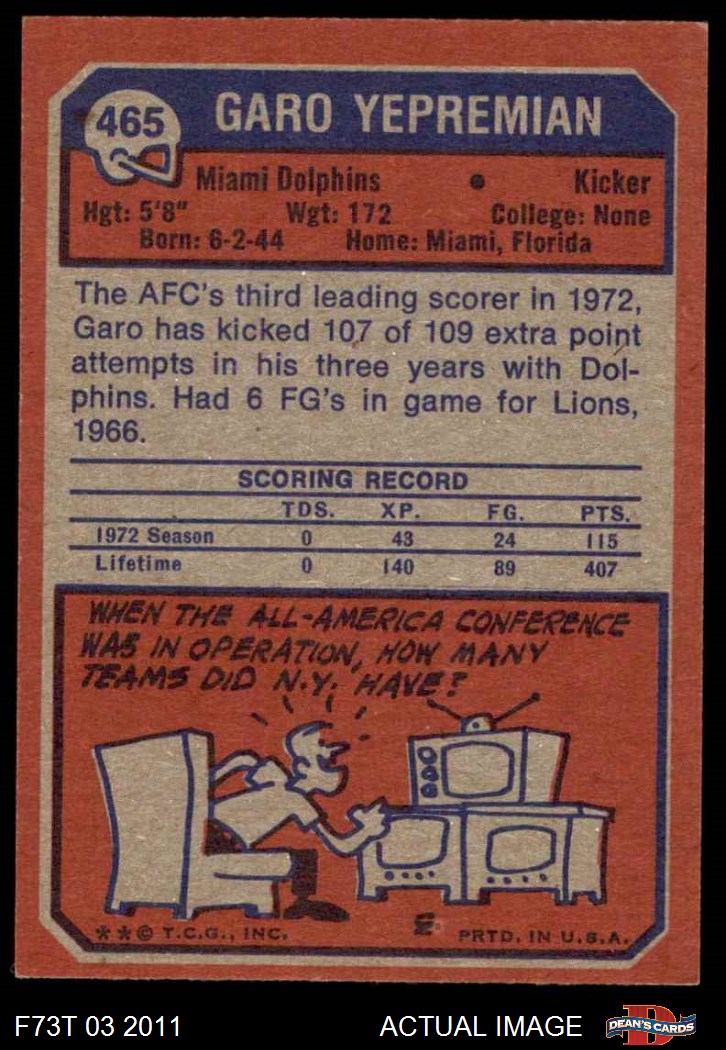 465
GARO YEPREMIAN
Miami Dolphins • Kicker
Hgt: 5'8" Wgt: 172 College: None
Born: 6-2-44 Home: Miami, Florida
The AFC's third leading scorer in 1972,
Garo has kicked 107 of 109 extra point
attempts in his three years with Dol-
phins. Had 6 FG's in game for Lions,
1966.
SCORING RECORD
TDS. XP. FG. PTS.
1972 Season 0 43 24 115
Lifetime 0 140 89 407
WHEN THE ALL-AMERICA CONFERENCE
WAS IN OPERATION, HOW MANY
TEAMS DID N.Y. HAVE?
**© T.C.G., INC. PRTD. IN U.S.A.
F73T 03 2011 ACTUAL IMAGE
D
DEAN'S CARDS